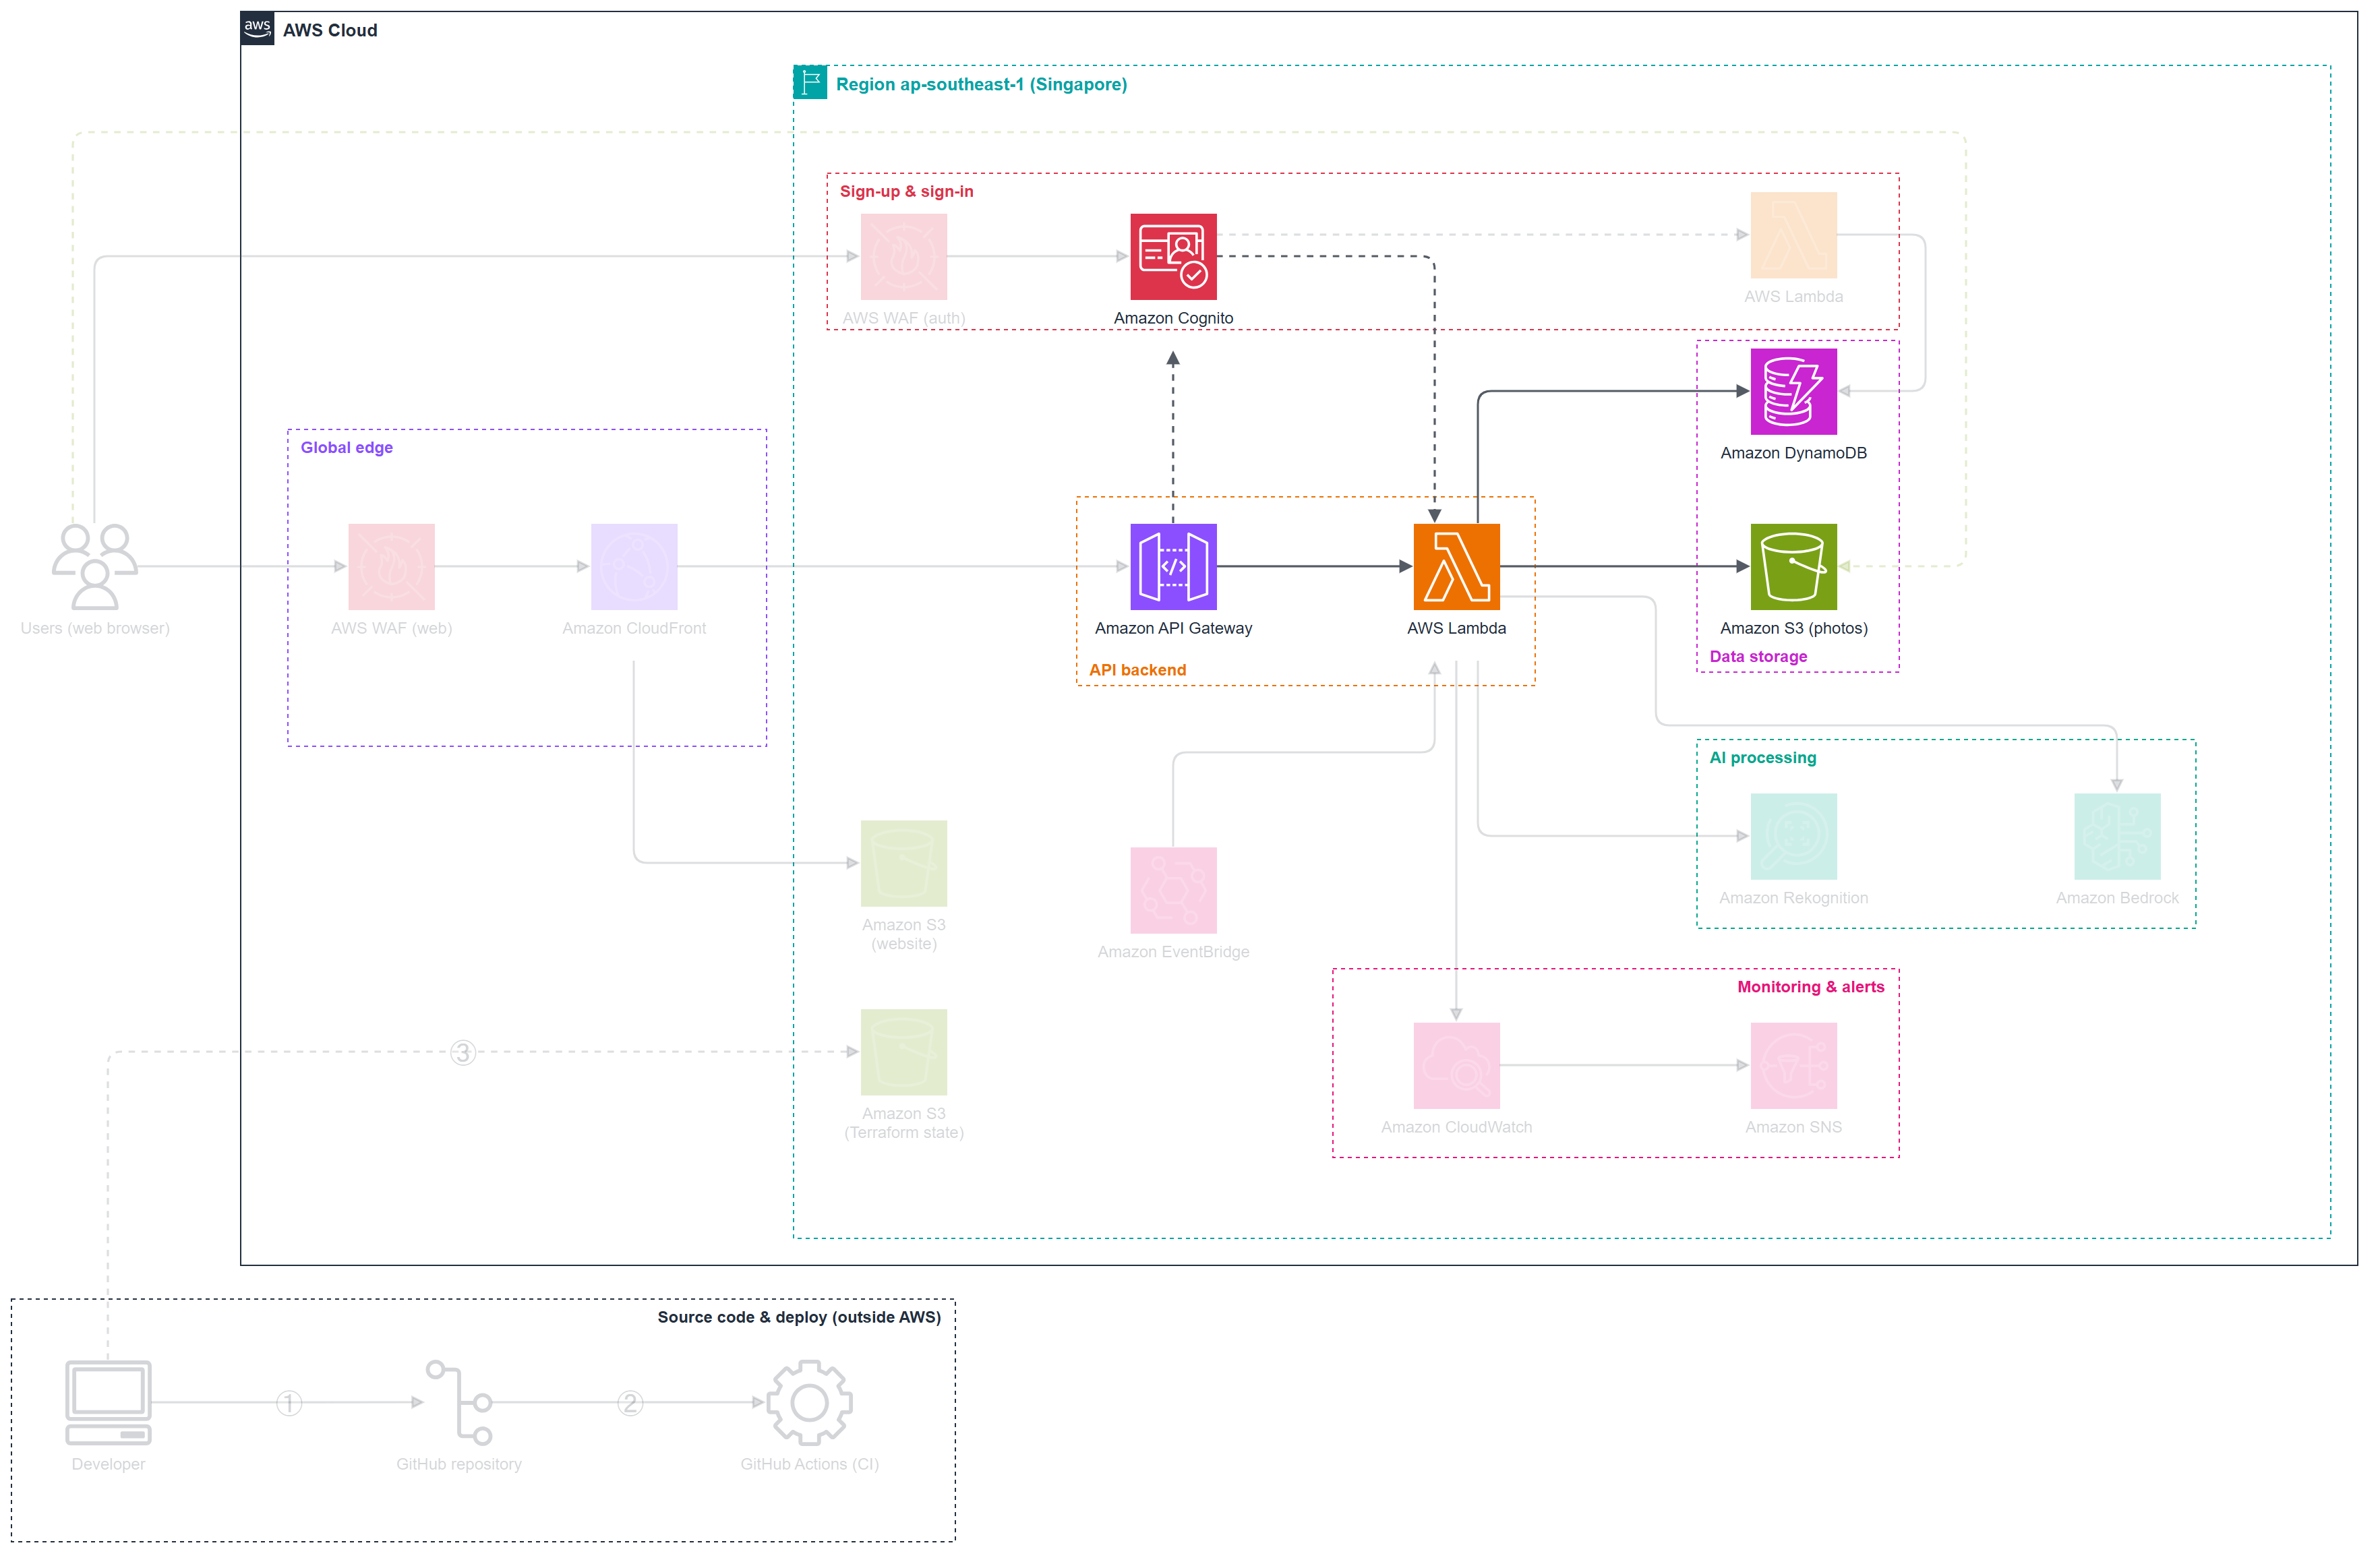 aws
AWS Cloud
Region ap-southeast-1 (Singapore)
Sign-up & sign-in
AWS WAF (auth)
Amazon Cognito
AWS Lambda
Amazon DynamoDB
Global edge
Users (web browser)
AWS WAF (web)
Amazon CloudFront
Amazon API Gateway
AWS Lambda
Amazon S3 (photos)
API backend
Data storage
AI processing
Amazon Rekognition
Amazon Bedrock
Amazon S3
(website)
Amazon EventBridge
Monitoring & alerts
Amazon CloudWatch
Amazon SNS
③
Amazon S3
(Terraform state)
Source code & deploy (outside AWS)
①
②
Developer
GitHub repository
GitHub Actions (CI)